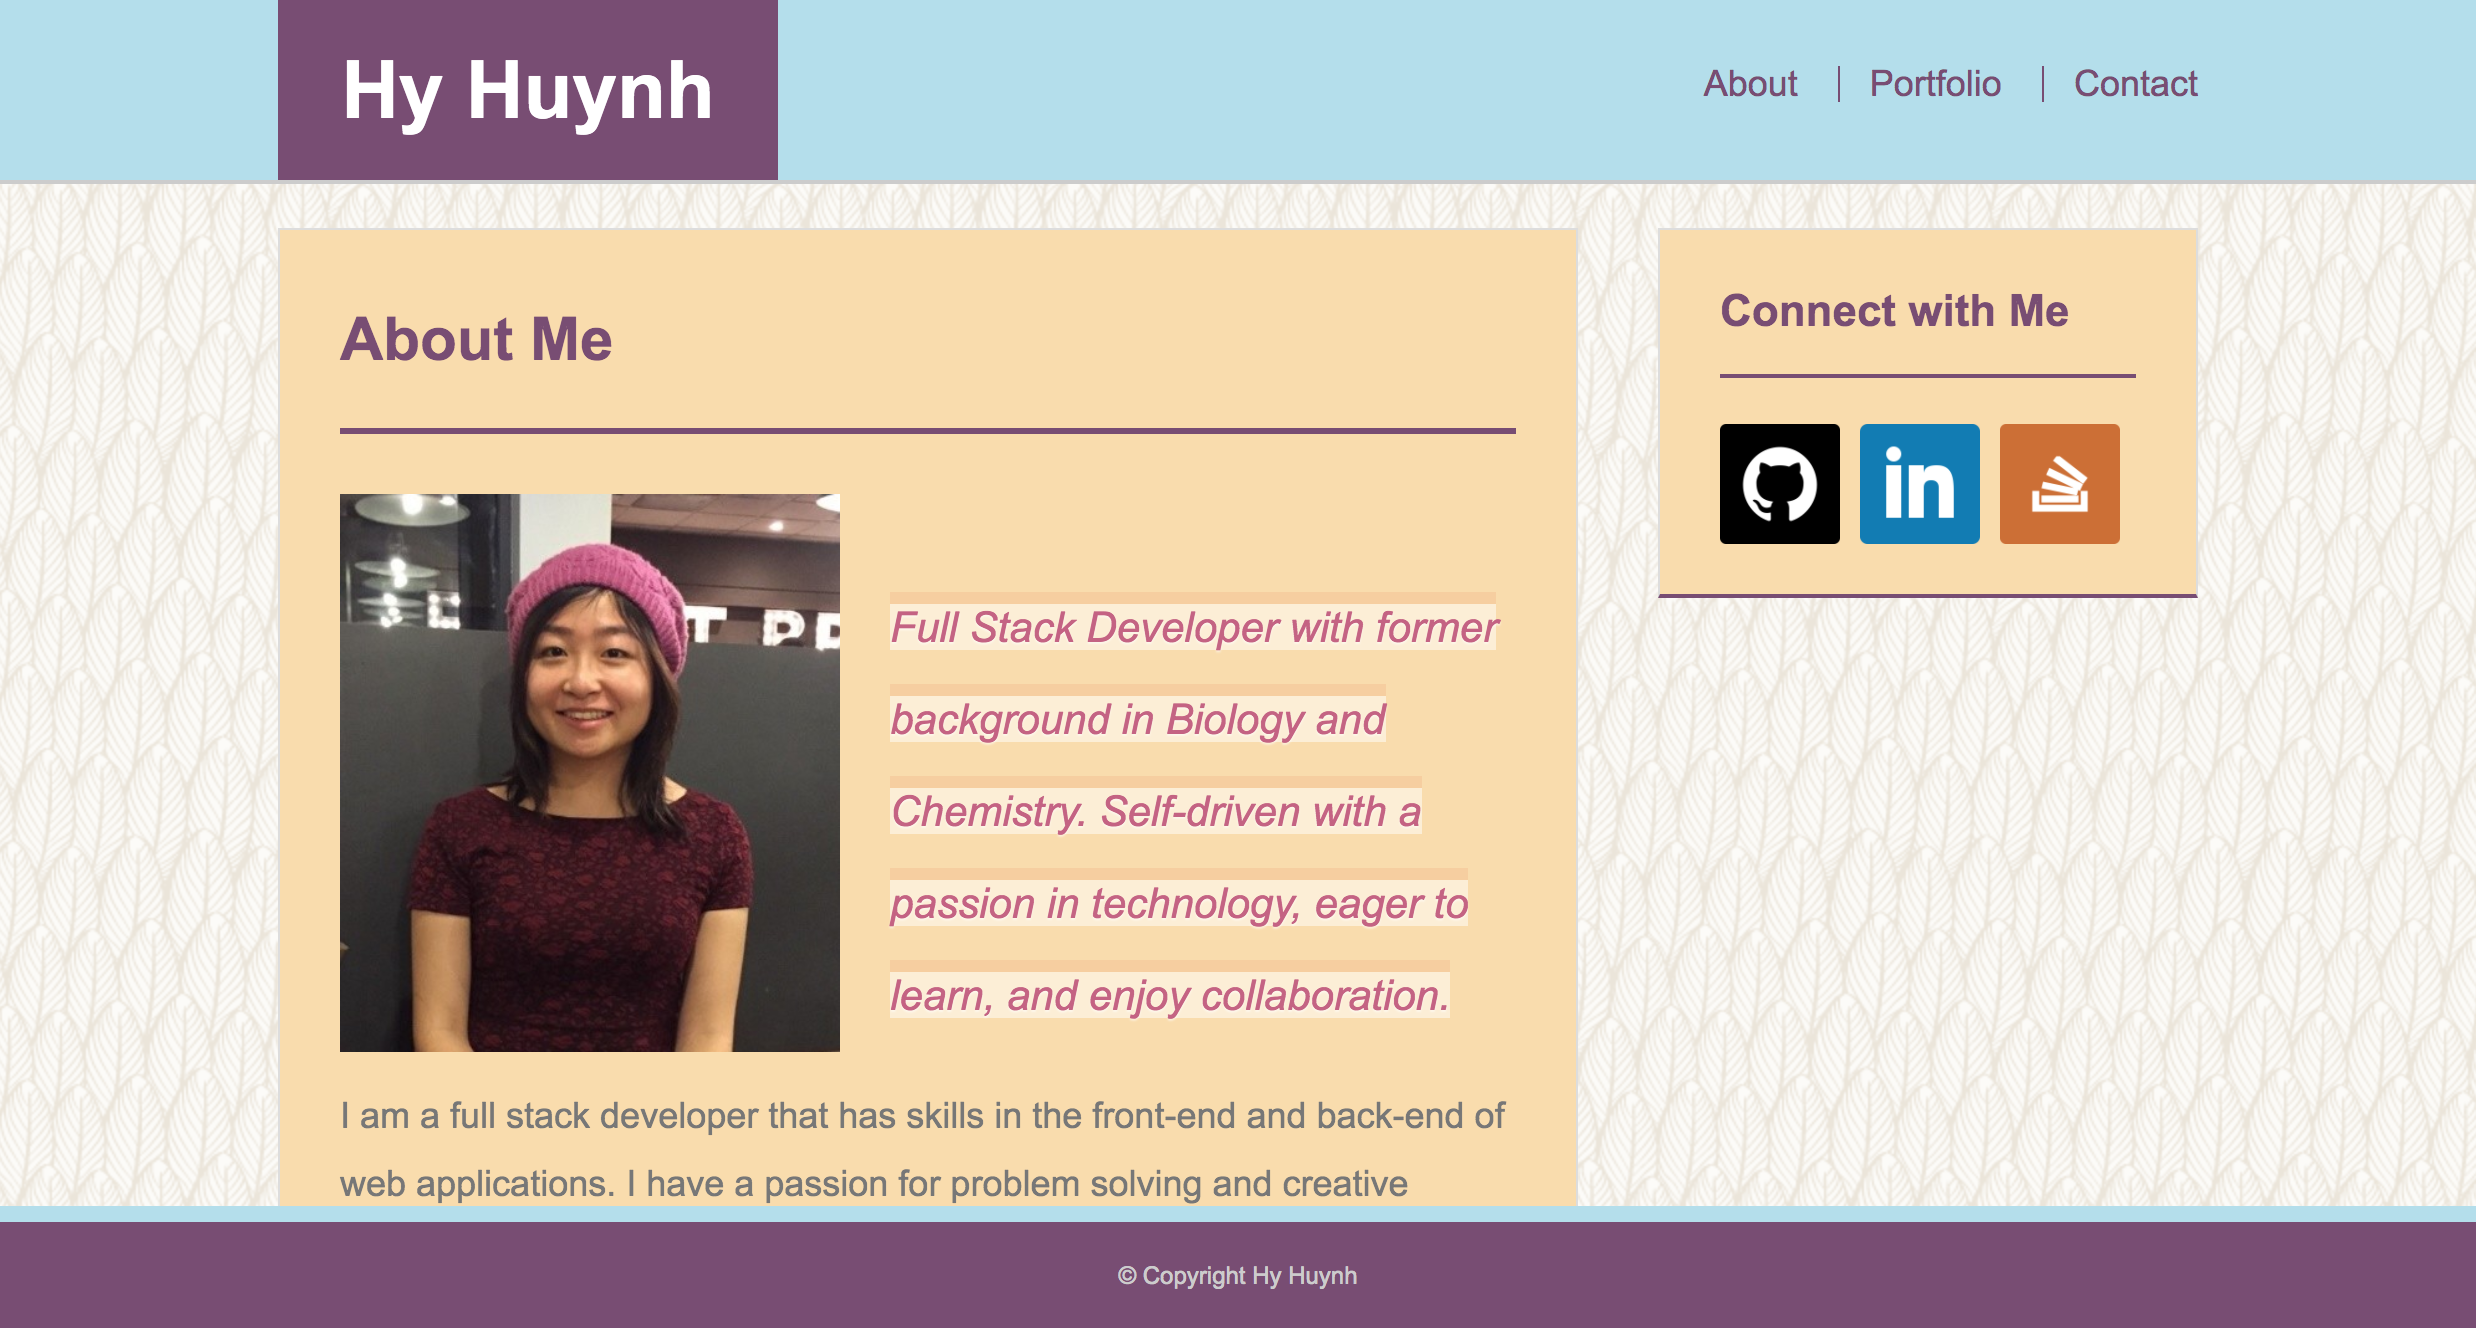 Hy Huynh
About
Portfolio
Contact
About Me
Full Stack Developer with former
background in Biology and
Chemistry. Self-driven with a
passion in technology, eager to
learn, and enjoy collaboration.
I am a full stack developer that has skills in the front-end and back-end of
web applications. I have a passion for problem solving and creative
Connect with Me
in
© Copyright Hy Huynh